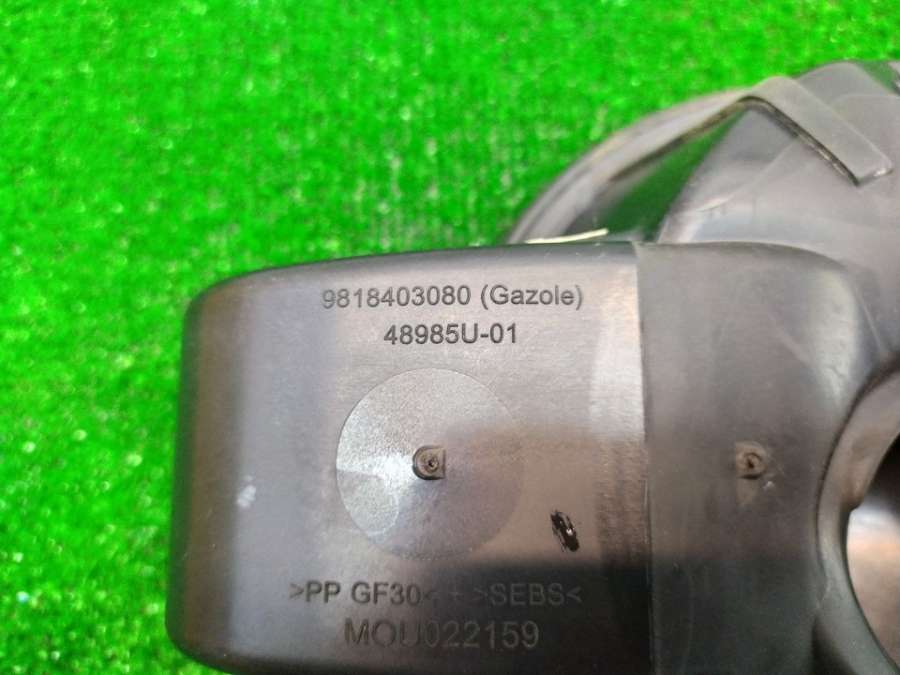 9818403080 (Gazole)
48985U-01
>PP GF30< + >SEBS<
MOU022159